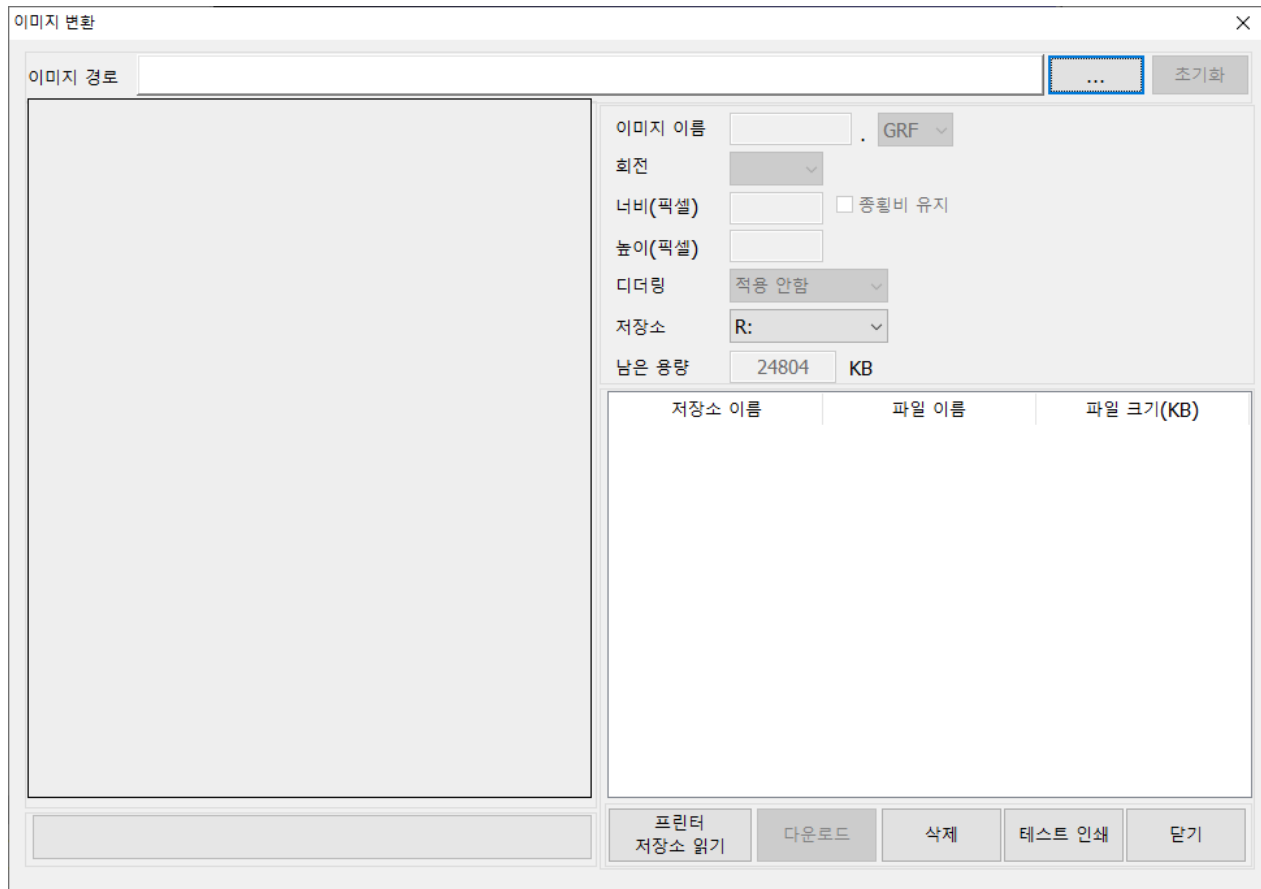 이미지 변환
이미지 경로
... 초기화
이미지 이름 . GRF
회전
너비(픽셀) 종횡비 유지
높이(픽셀)
디더링 적용 안함
저장소 R:
남은 용량 24804 KB
저장소 이름 파일 이름 파일 크기(KB)
프린터
저장소 읽기
다운로드 삭제 테스트 인쇄 닫기